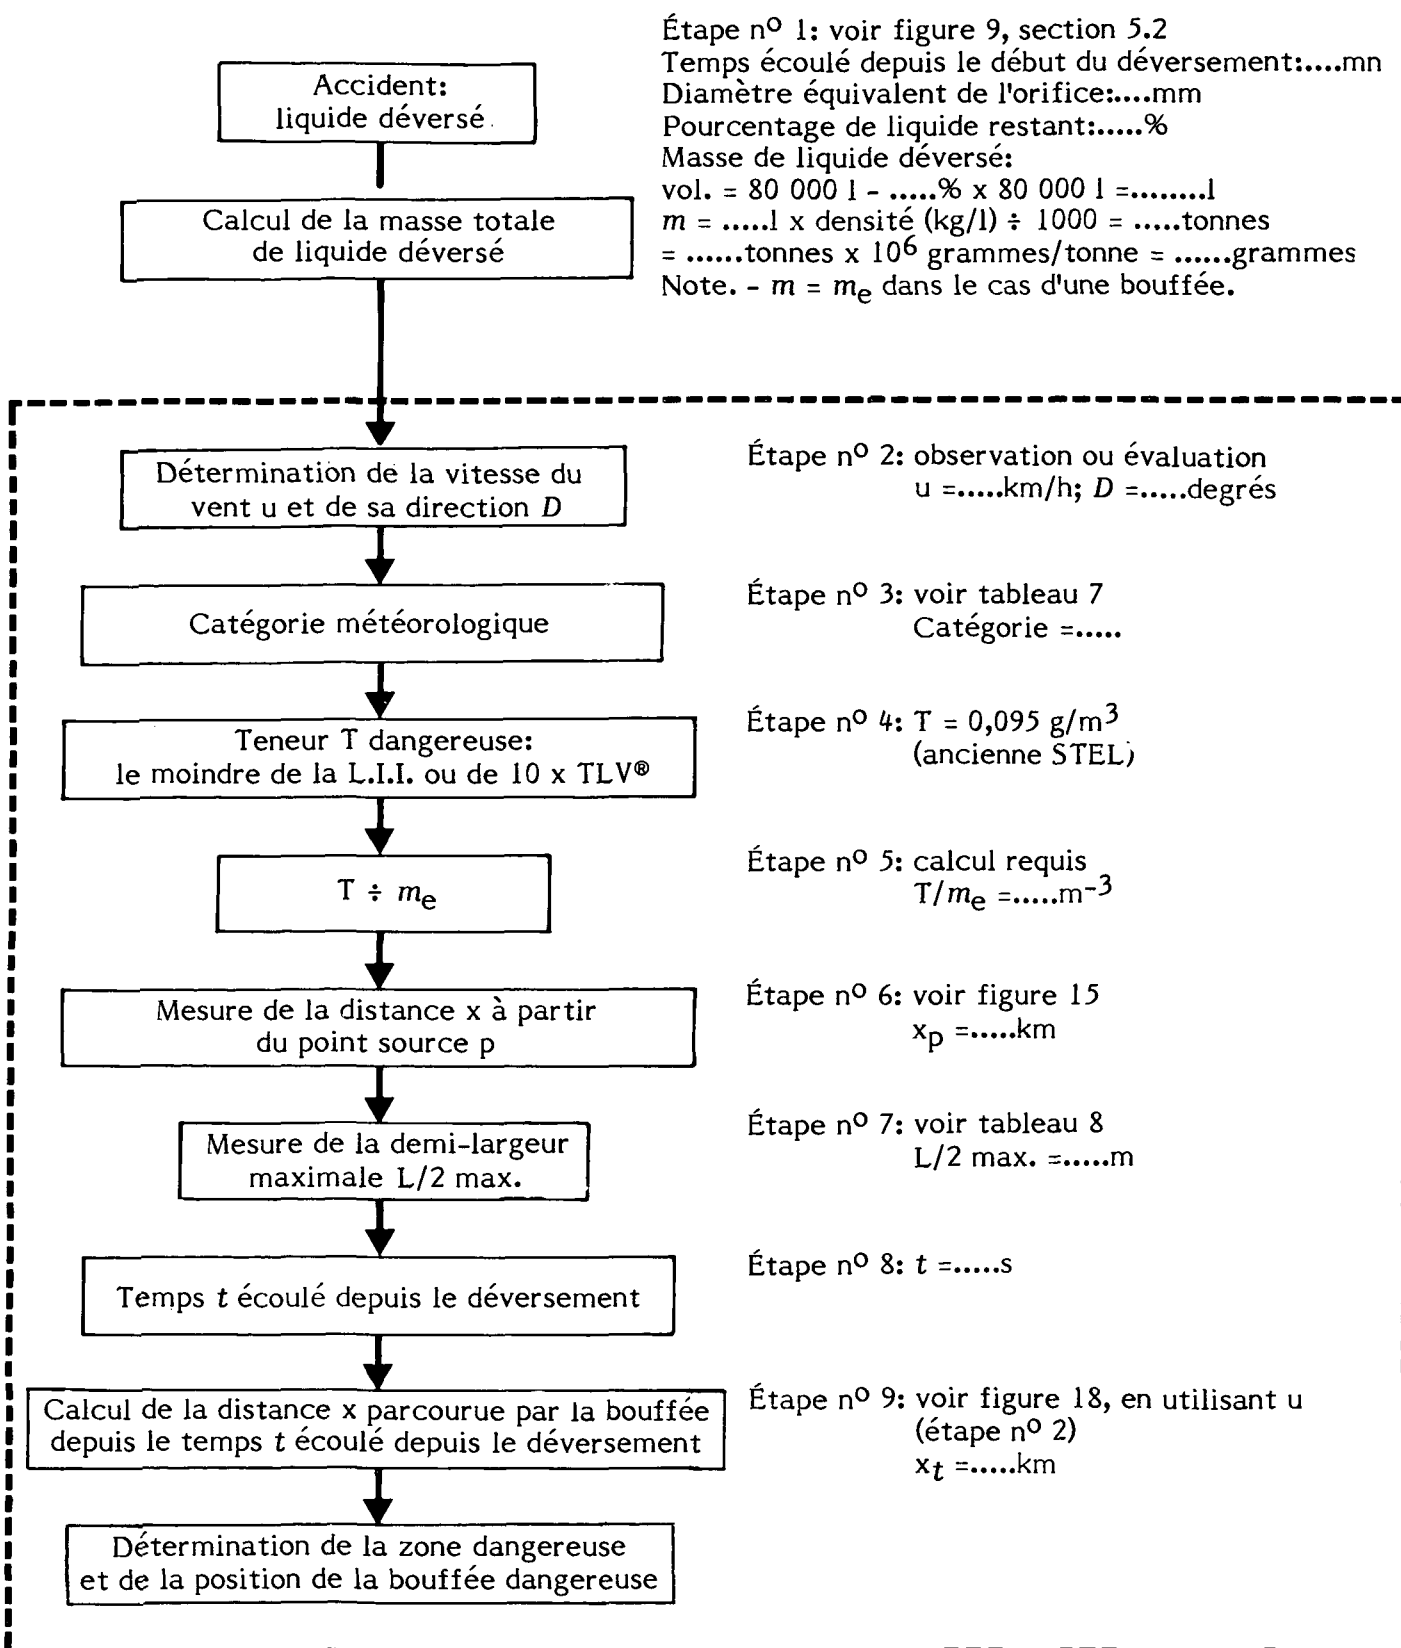 Étape nº 1: voir figure 9, section 5.2
Temps écoulé depuis le début du déversement:....mn
Diamètre équivalent de l'orifice:....mm
Pourcentage de liquide restant:.....%
Masse de liquide déversé:
vol. = 80 000 l - .....% x 80 000 l =........l
m = .....l x densité (kg/l) ÷ 1000 = .....tonnes
= ......tonnes x 10⁶ grammes/tonne = ......grammes
Note. - m = mₑ dans le cas d'une bouffée.
Accident:
liquide déversé
Calcul de la masse totale
de liquide déversé
Détermination de la vitesse du
vent u et de sa direction D
Étape nº 2: observation ou évaluation
u =.....km/h; D =.....degrés
Catégorie météorologique
Étape nº 3: voir tableau 7
Catégorie =.....
Teneur T dangereuse:
le moindre de la L.I.I. ou de 10 x TLV®
Étape nº 4: T = 0,095 g/m³
(ancienne STEL)
T ÷ mₑ
Étape nº 5: calcul requis
T/mₑ =.....m⁻³
Mesure de la distance x à partir
du point source p
Étape nº 6: voir figure 15
xₚ =.....km
Mesure de la demi-largeur
maximale L/2 max.
Étape nº 7: voir tableau 8
L/2 max. =.....m
Temps t écoulé depuis le déversement
Étape nº 8: t =.....s
Calcul de la distance x parcourue par la bouffée
depuis le temps t écoulé depuis le déversement
Étape nº 9: voir figure 18, en utilisant u
(étape nº 2)
xₜ =.....km
Détermination de la zone dangereuse
et de la position de la bouffée dangereuse